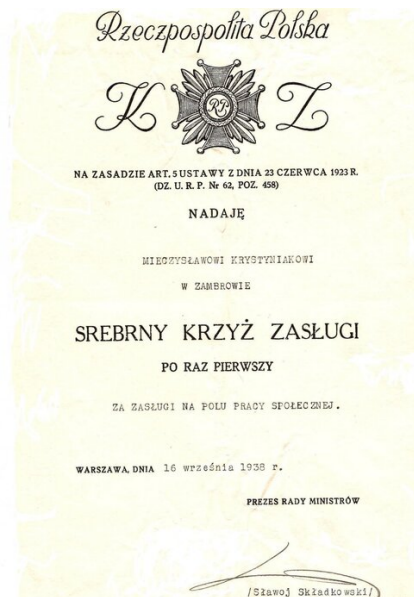 Rzeczpospolita Polska
K RP Z
NA ZASADZIE ART. 5 USTAWY Z DNIA 23 CZERWCA 1923 R.
(DZ. U. R. P. Nr 62, POZ. 458)
NADAJĘ
MIECZYSŁAWOWI KRYSTYNIAKOWI
W ZAMBROWIE
SREBRNY KRZYŻ ZASŁUGI
PO RAZ PIERWSZY
ZA ZASŁUGI NA POLU PRACY SPOŁECZNEJ.
WARSZAWA, DNIA 16 września 1938 r.
PREZES RADY MINISTRÓW
/Sławoj Składkowski/